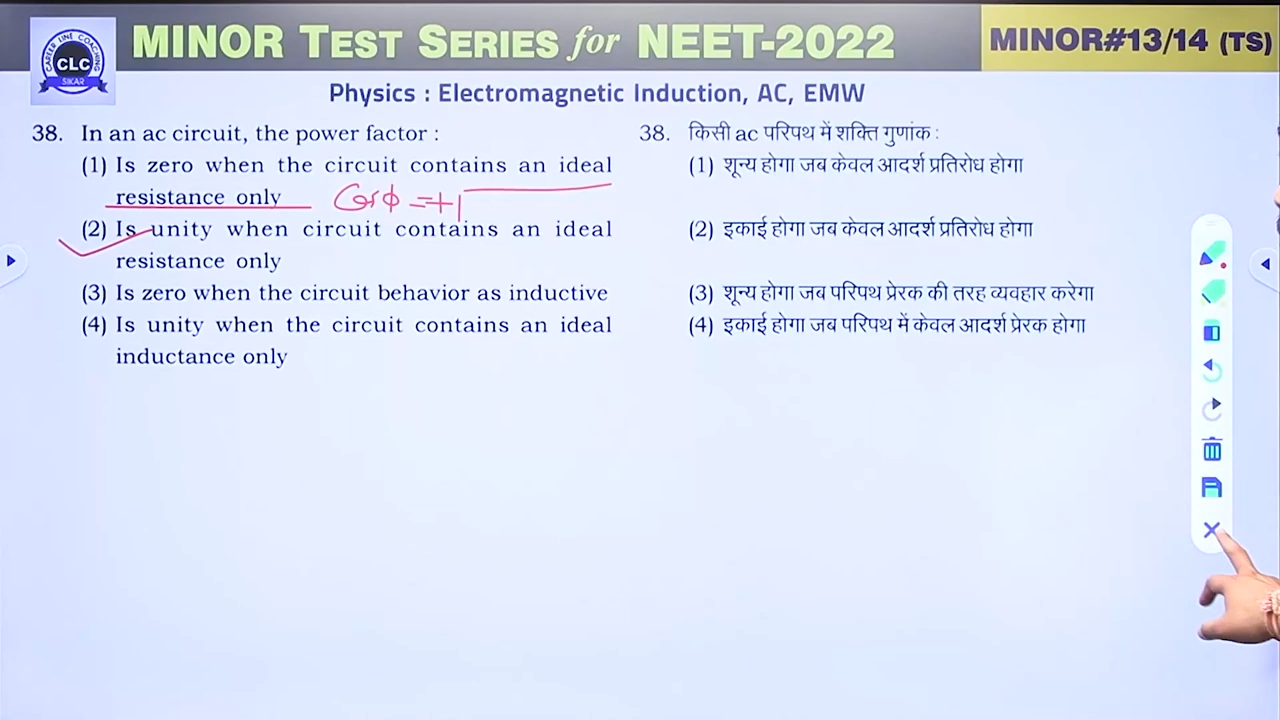 CAREER LINE COACHING
CLC
SIKAR
MINOR TEST SERIES for NEET-2022
MINOR#13/14 (TS)
Physics : Electromagnetic Induction, AC, EMW
38. In an ac circuit, the power factor :
(1) Is zero when the circuit contains an ideal
resistance only Cosϕ = +1
(2) Is unity when circuit contains an ideal
resistance only
(3) Is zero when the circuit behavior as inductive
(4) Is unity when the circuit contains an ideal
inductance only
38. किसी ac परिपथ में शक्ति गुणांक :
(1) शून्य होगा जब केवल आदर्श प्रतिरोध होगा
(2) इकाई होगा जब केवल आदर्श प्रतिरोध होगा
(3) शून्य होगा जब परिपथ प्रेरक की तरह व्यवहार करेगा
(4) इकाई होगा जब परिपथ में केवल आदर्श प्रेरक होगा